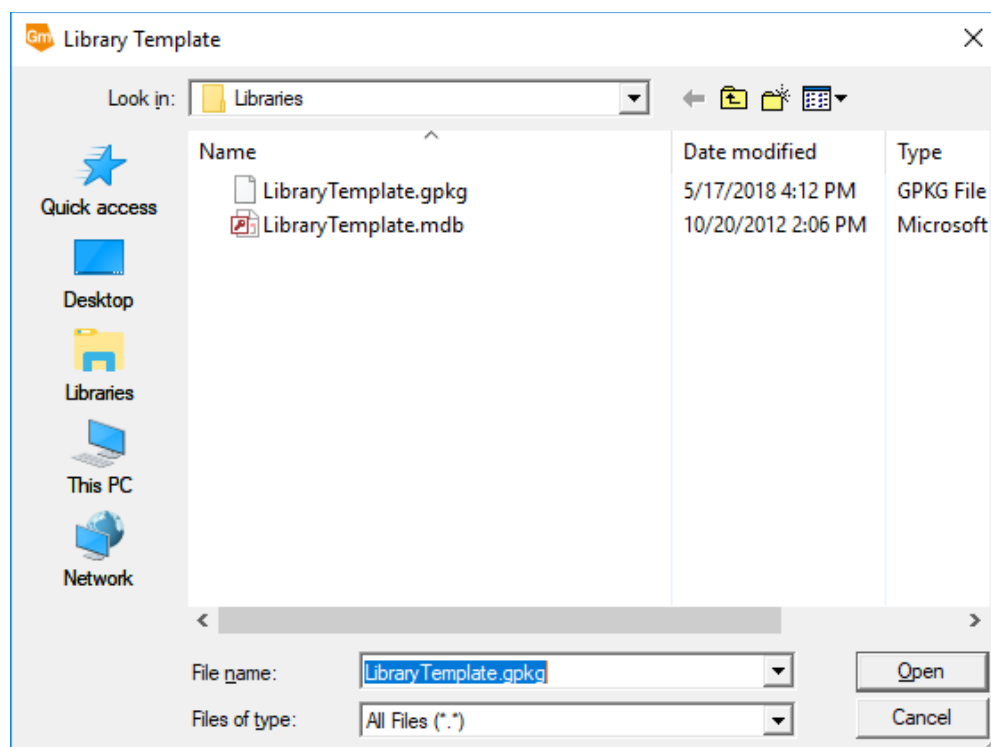 Gm Library Template
Look in: Libraries
Name Date modified Type
LibraryTemplate.gpkg 5/17/2018 4:12 PM GPKG File
LibraryTemplate.mdb 10/20/2012 2:06 PM Microsoft
Quick access
Desktop
Libraries
This PC
Network
File name: LibraryTemplate.gpkg Open
Files of type: All Files (*.*) Cancel